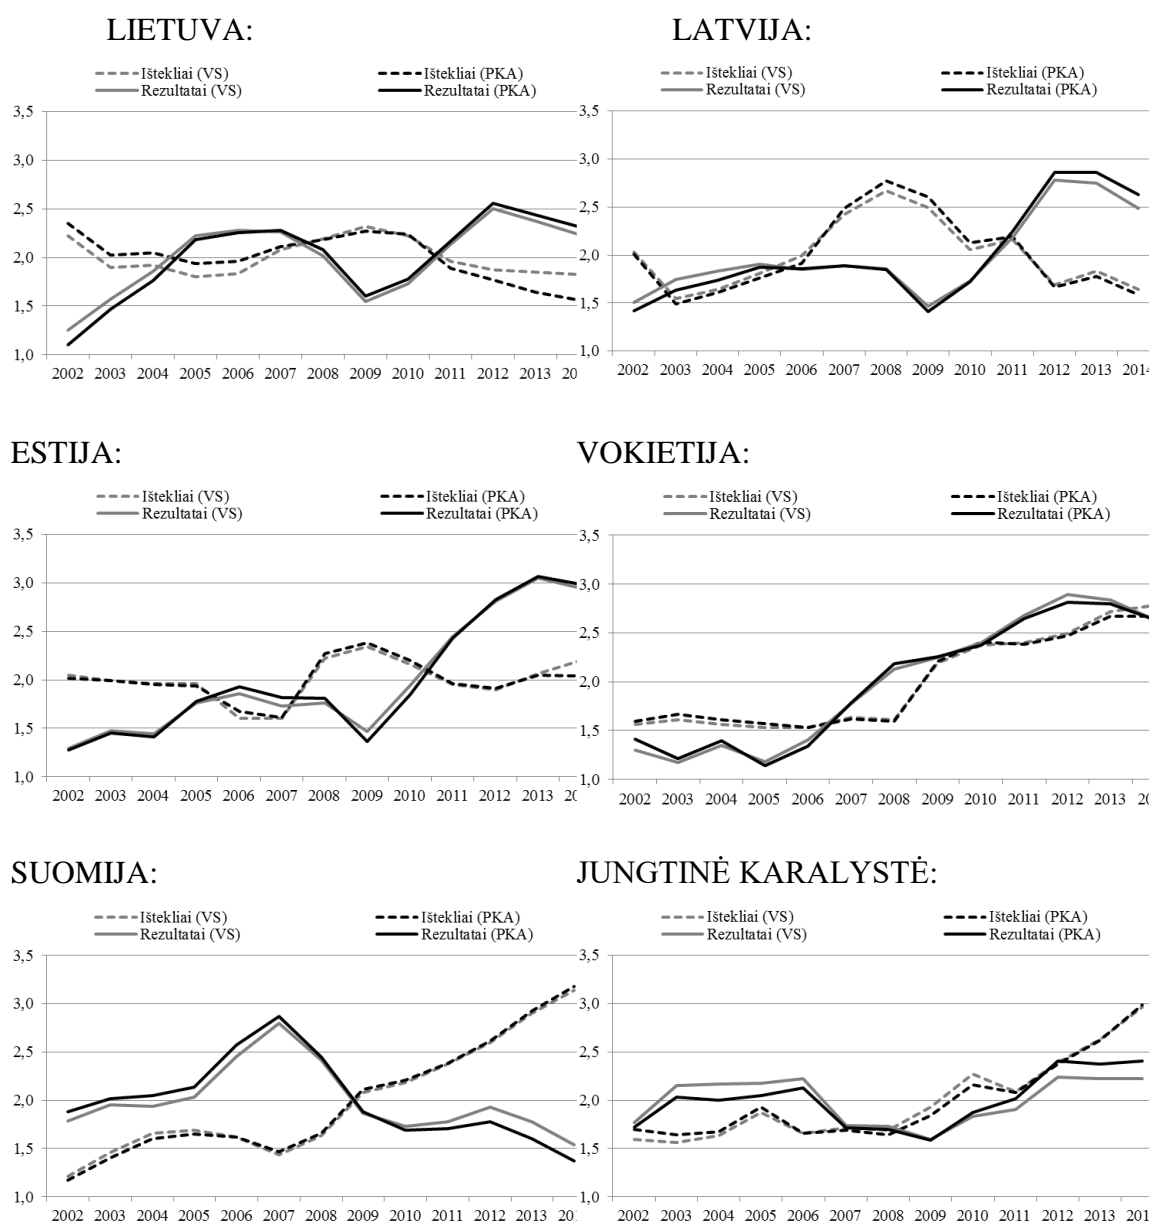 LIETUVA:
LATVIJA:
Ištekliai (VS) Ištekliai (PKA)
Rezultatai (VS) Rezultatai (PKA)
3,5
3,0
2,5
2,0
1,5
1,0
2002 2003 2004 2005 2006 2007 2008 2009 2010 2011 2012 2013 20
Ištekliai (VS) Ištekliai (PKA)
Rezultatai (VS) Rezultatai (PKA)
3,5
3,0
2,5
2,0
1,5
1,0
2002 2003 2004 2005 2006 2007 2008 2009 2010 2011 2012 2013 2014
ESTIJA:
VOKIETIJA:
Ištekliai (VS) Ištekliai (PKA)
Rezultatai (VS) Rezultatai (PKA)
3,5
3,0
2,5
2,0
1,5
1,0
2002 2003 2004 2005 2006 2007 2008 2009 2010 2011 2012 2013 20
Ištekliai (VS) Ištekliai (PKA)
Rezultatai (VS) Rezultatai (PKA)
3,5
3,0
2,5
2,0
1,5
1,0
2002 2003 2004 2005 2006 2007 2008 2009 2010 2011 2012 2013 20
SUOMIJA:
JUNGTINĖ KARALYSTĖ:
Ištekliai (VS) Ištekliai (PKA)
Rezultatai (VS) Rezultatai (PKA)
3,5
3,0
2,5
2,0
1,5
1,0
2002 2003 2004 2005 2006 2007 2008 2009 2010 2011 2012 2013 201
Ištekliai (VS) Ištekliai (PKA)
Rezultatai (VS) Rezultatai (PKA)
3,5
3,0
2,5
2,0
1,5
1,0
2002 2003 2004 2005 2006 2007 2008 2009 2010 2011 2012 2013 201